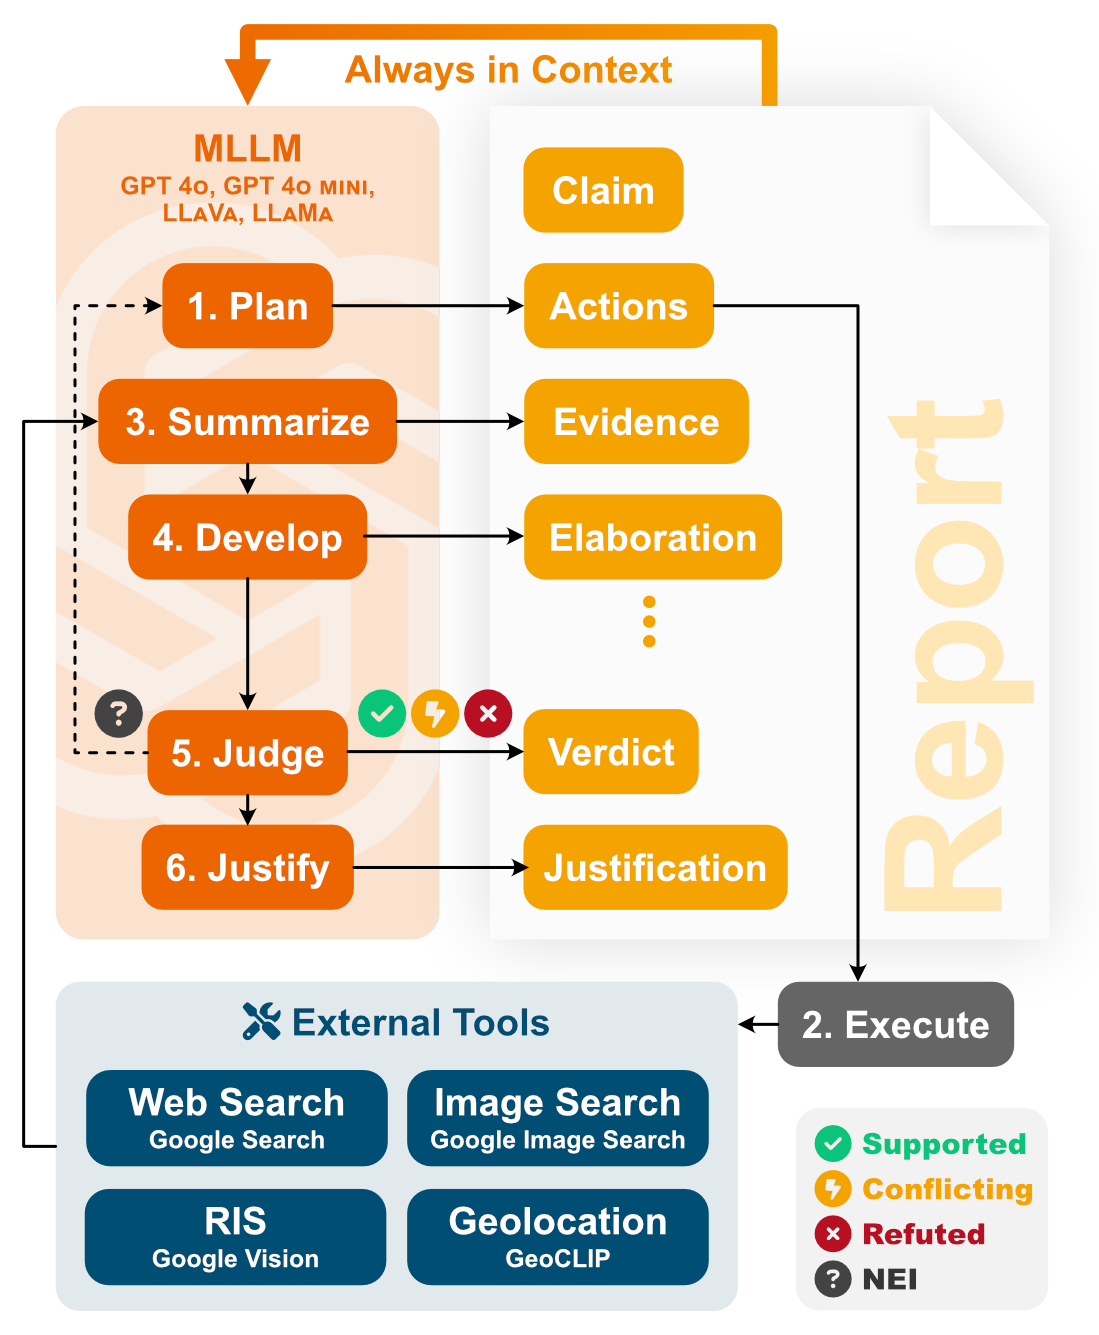 Always in Context
MLLM
GPT 4o, GPT 4o MINI,
LLaVa, LLaMa
1. Plan
3. Summarize
4. Develop
5. Judge
6. Justify
Claim
Actions
Evidence
Elaboration
Verdict
Justification
Report
2. Execute
External Tools
Web Search
Google Search
Image Search
Google Image Search
RIS
Google Vision
Geolocation
GeoCLIP
Supported
Conflicting
Refuted
NEI